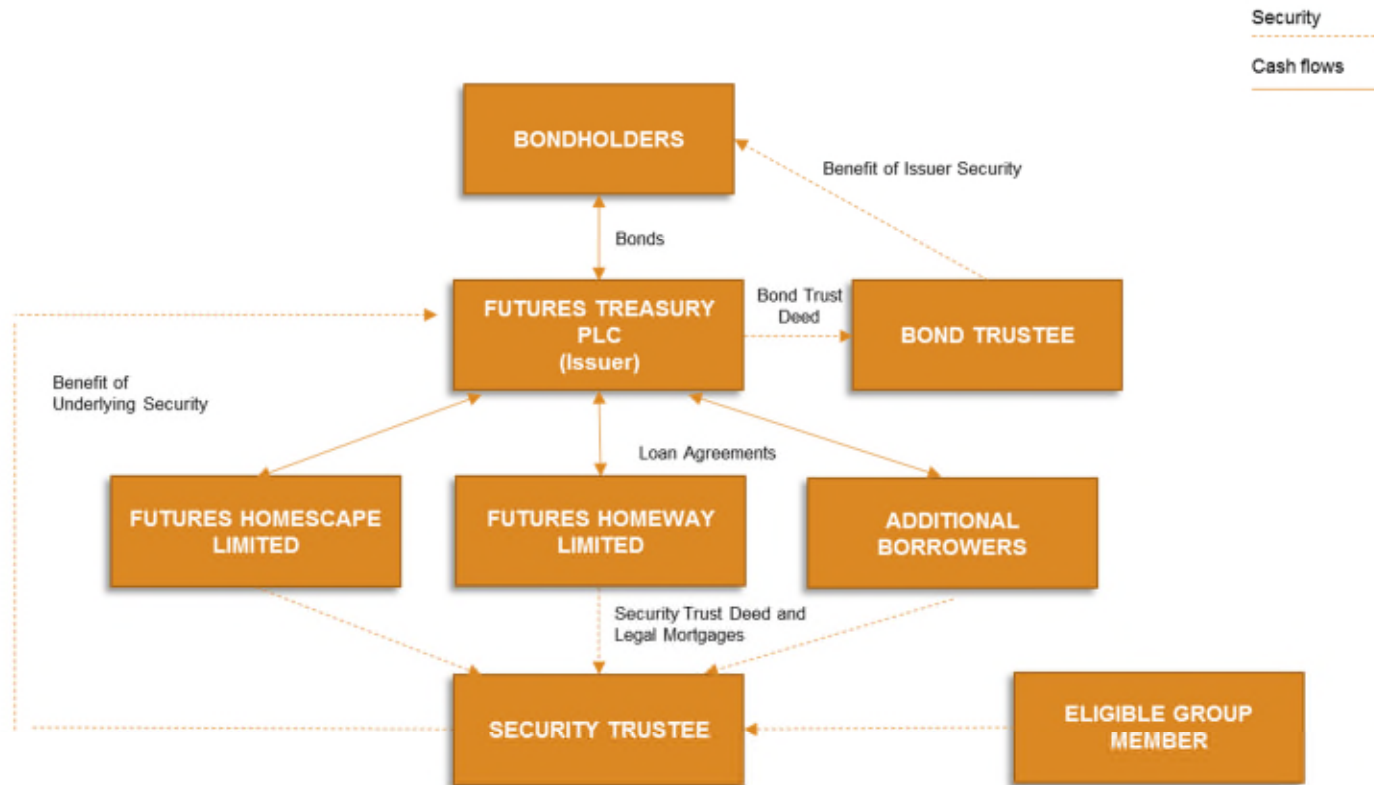 Security
Cash flows
BONDHOLDERS
Benefit of Issuer Security
Bonds
FUTURES TREASURY
PLC
(Issuer)
Bond Trust
Deed
BOND TRUSTEE
Benefit of
Underlying Security
Loan Agreements
FUTURES HOMESCAPE
LIMITED
FUTURES HOMEWAY
LIMITED
ADDITIONAL
BORROWERS
Security Trust Deed and
Legal Mortgages
SECURITY TRUSTEE
ELIGIBLE GROUP
MEMBER